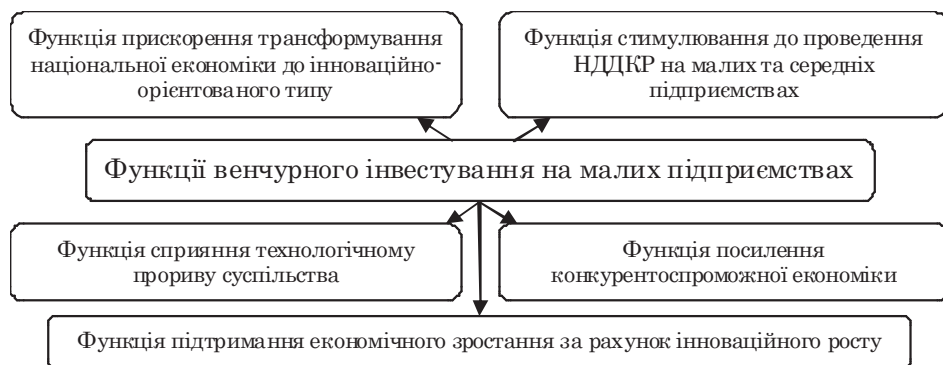 Функція прискорення трансформування
національної економіки до інноваційно-
орієнтованого типу
Функція стимулювання до проведення
НДДКР на малих та середніх
підприємствах
Функції венчурного інвестування на малих підприємствах
Функція сприяння технологічному
прориву суспільства
Функція посилення
конкурентоспроможної економіки
Функція підтримання економічного зростання за рахунок інноваційного росту